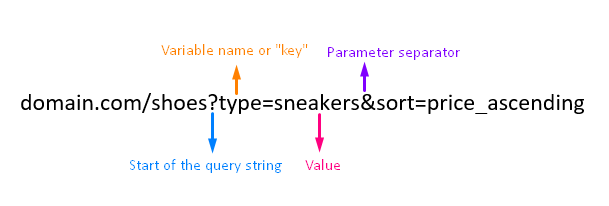 Variable name or "key"
Parameter separator
domain.com/shoes?type=sneakers&sort=price_ascending
Start of the query string
Value